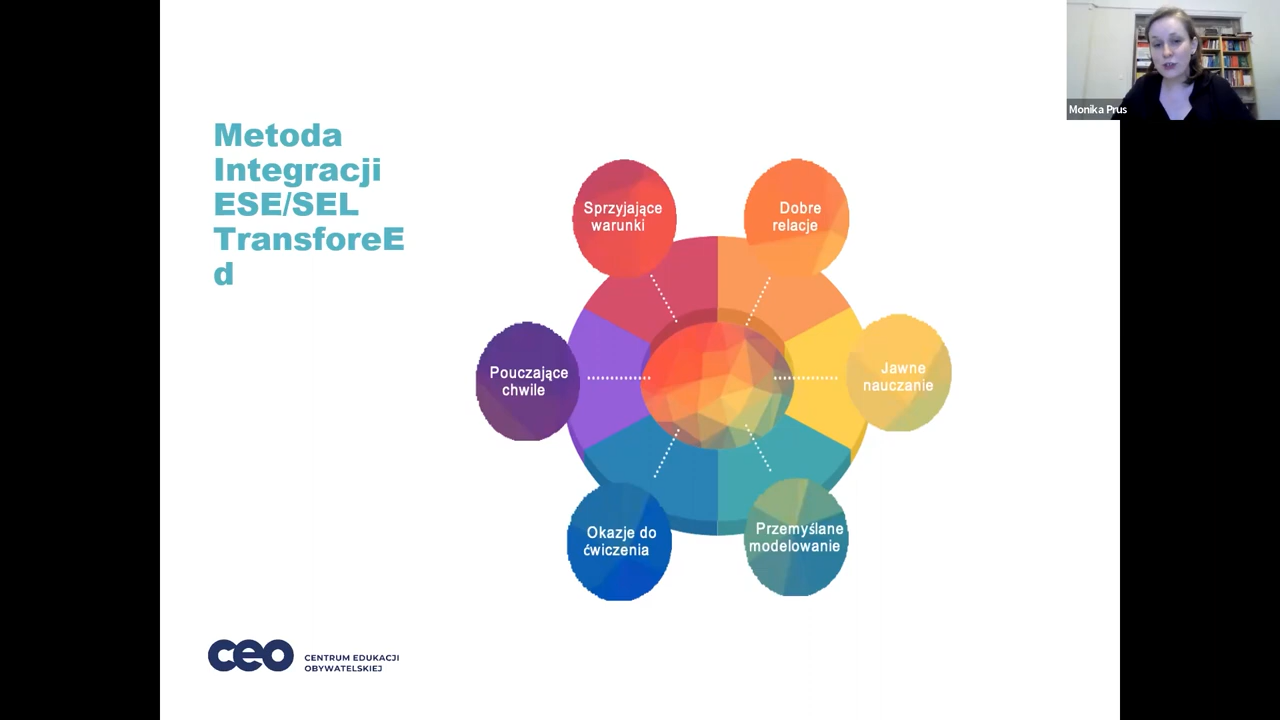 Monika Prus
Metoda
Integracji
ESE/SEL
TransforeE
d
Sprzyjające
warunki
Dobre
relacje
Pouczające
chwile
Jawne
nauczanie
Okazje do
ćwiczenia
Przemyślane
modelowanie
ceo
CENTRUM EDUKACJI
OBYWATELSKIEJ